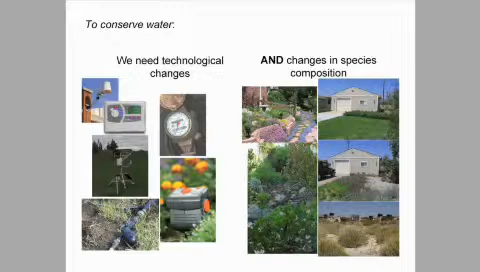 To conserve water:
We need technological
changes
AND changes in species
composition